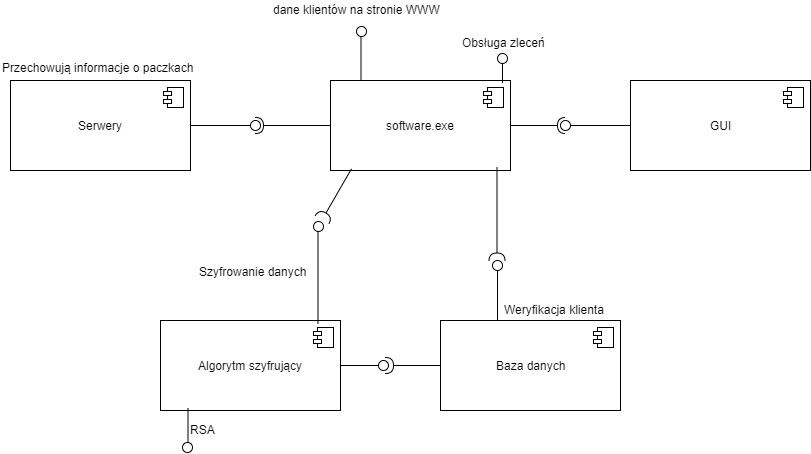 dane klientów na stronie WWW
Obsługa zleceń
Przechowują informacje o paczkach
Serwery
software.exe
GUI
Szyfrowanie danych
Weryfikacja klienta
Algorytm szyfrujący
Baza danych
RSA